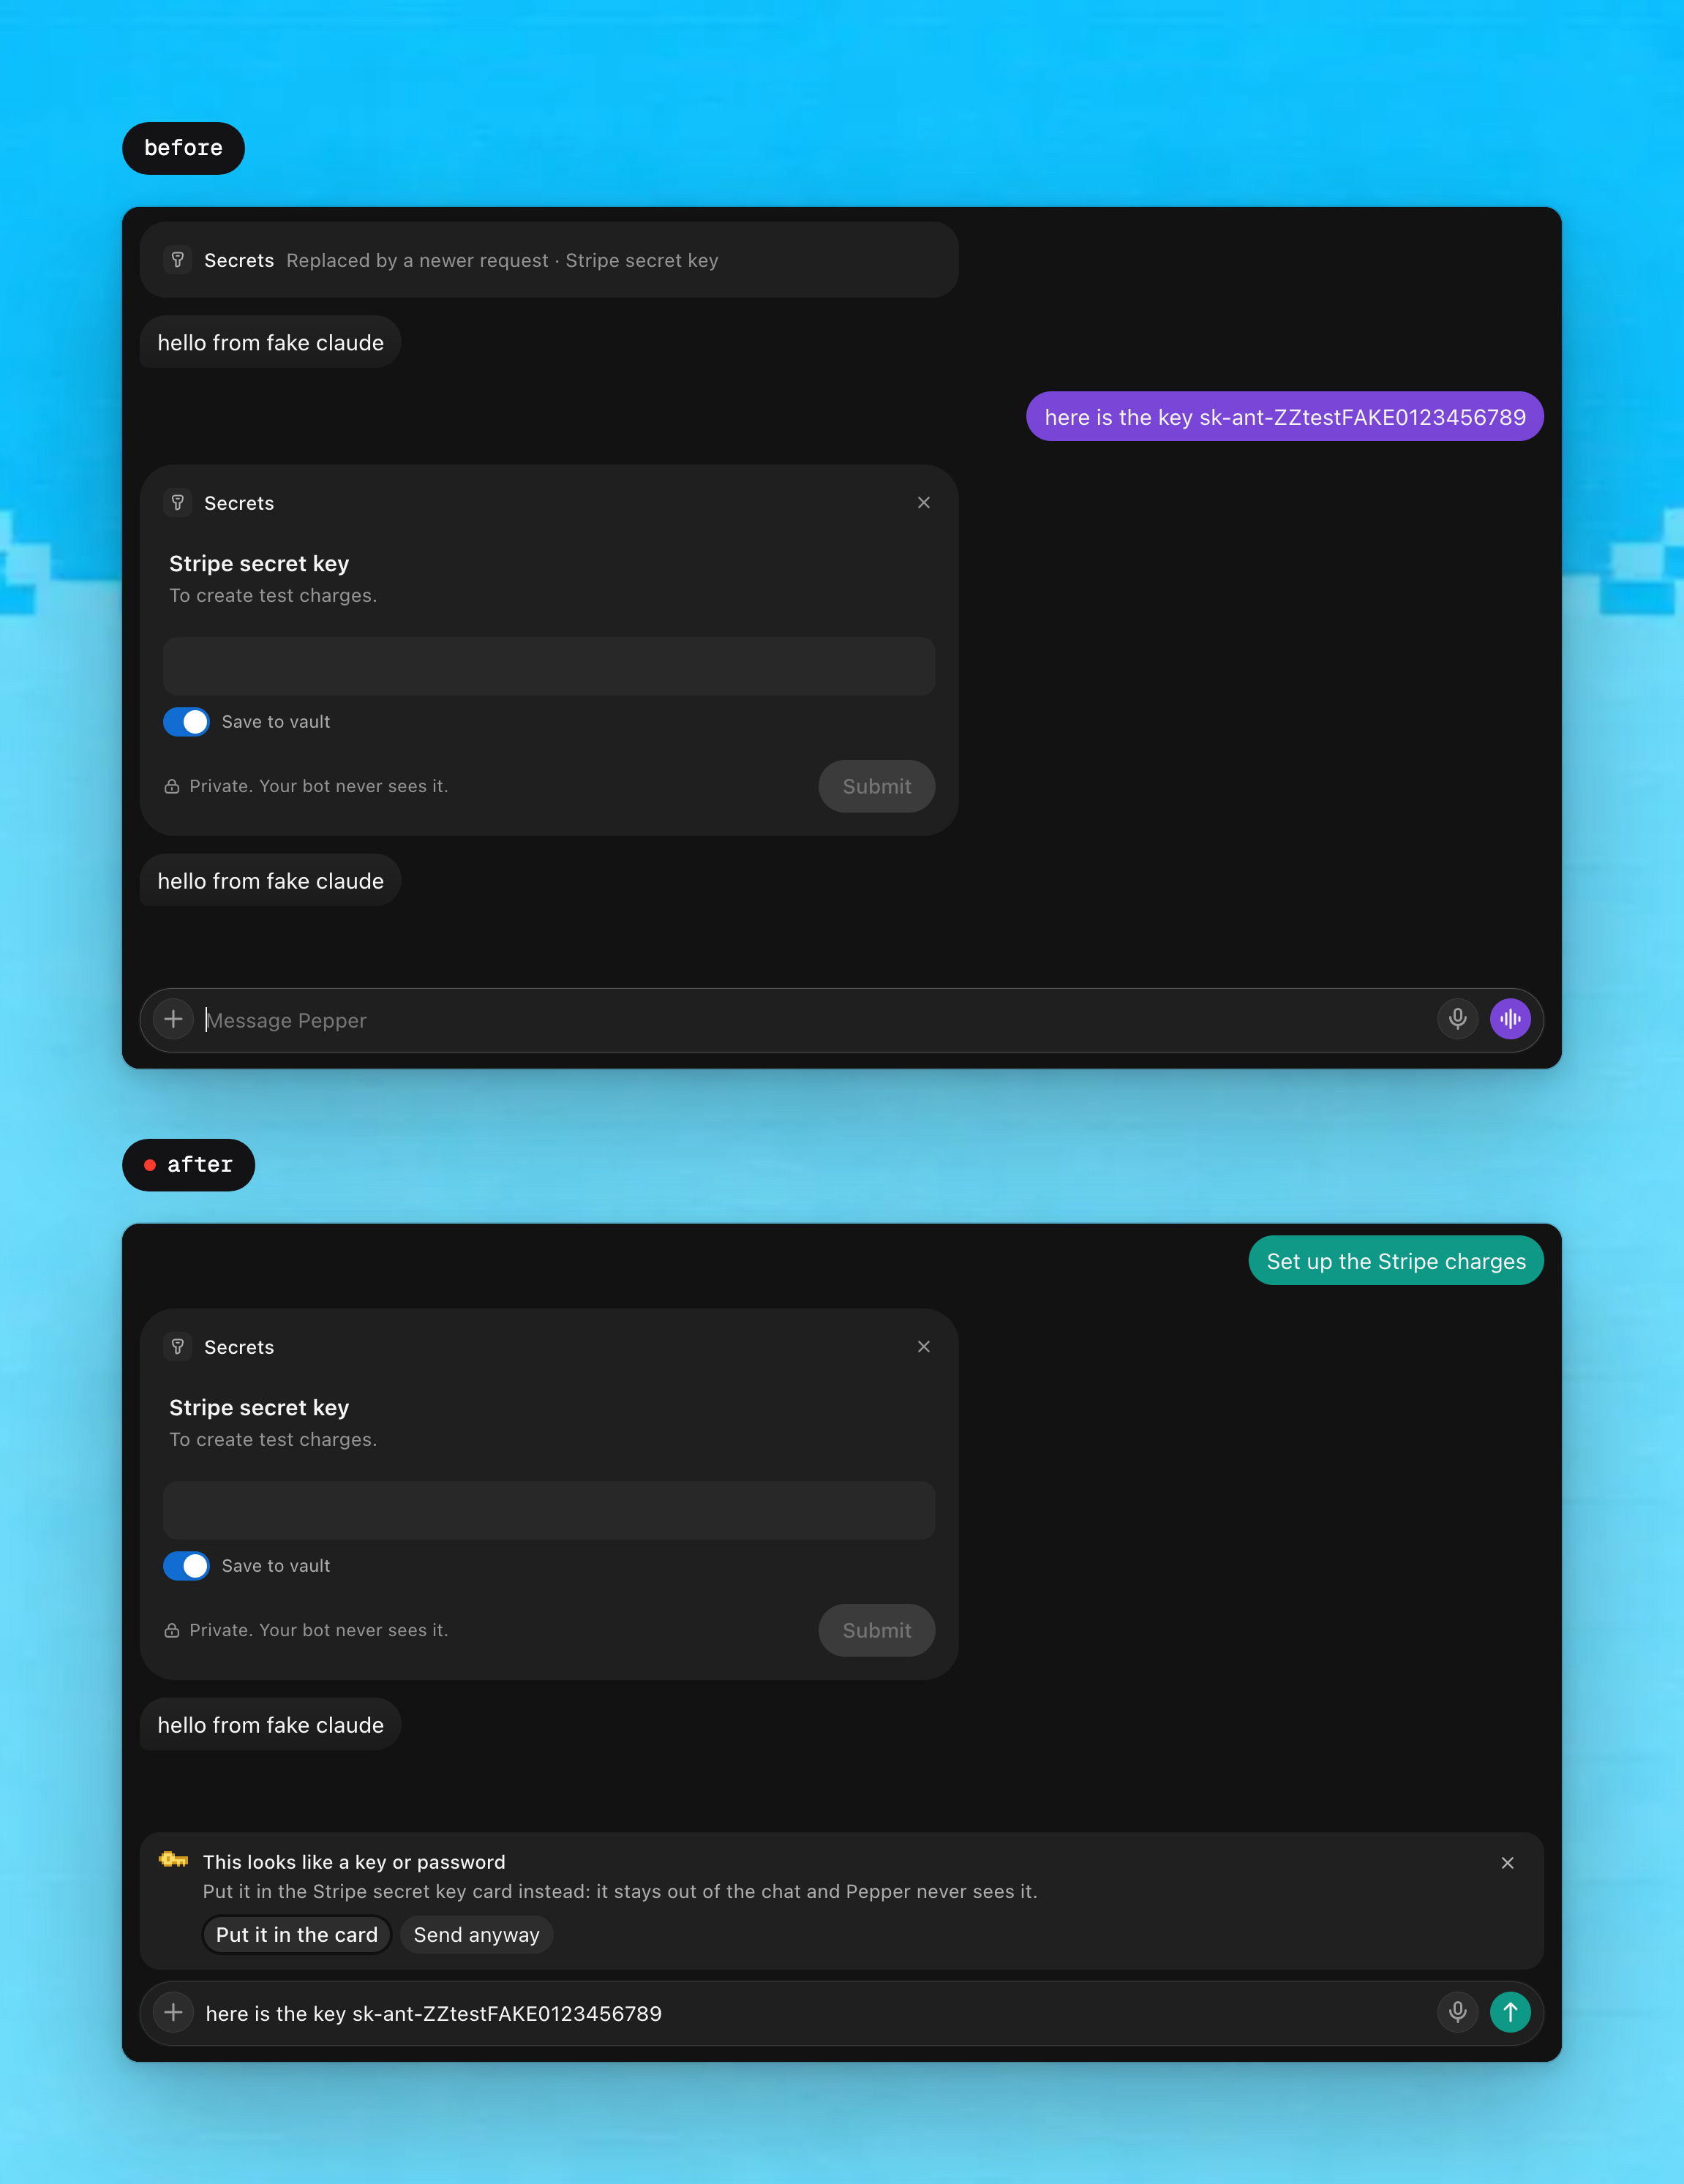 before
Secrets Replaced by a newer request · Stripe secret key
hello from fake claude
here is the key sk-ant-ZZtestFAKE0123456789
Secrets
Stripe secret key
To create test charges.
Save to vault
Private. Your bot never sees it.
Submit
hello from fake claude
Message Pepper
after
Set up the Stripe charges
Secrets
Stripe secret key
To create test charges.
Save to vault
Private. Your bot never sees it.
Submit
hello from fake claude
This looks like a key or password
Put it in the Stripe secret key card instead: it stays out of the chat and Pepper never sees it.
Put it in the card
Send anyway
here is the key sk-ant-ZZtestFAKE0123456789